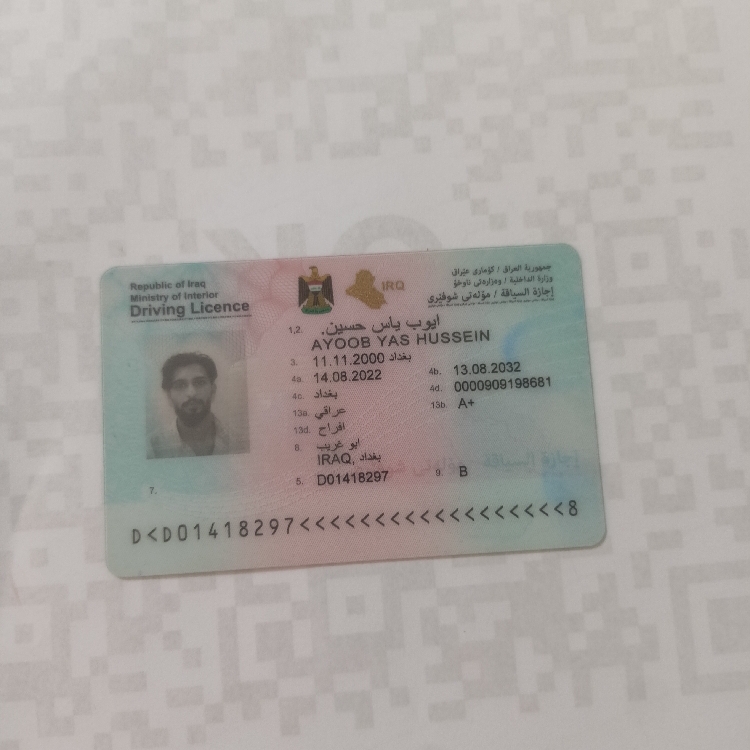 Republic of Iraq
Ministry of Interior
Driving Licence
IRQ
جمهورية العراق / كۆماری عێراق
وزارة الداخلية / وەزارەتی ناوخۆ
إجازة السياقة / مۆڵەتی شوفێری
1,2. ايوب ياس حسين.
AYOOB YAS HUSSEIN
3. 11.11.2000 بغداد
4a. 14.08.2022
4b. 13.08.2032
4c. بغداد
4d. 0000909198681
13a. عراقي
13b. A+
13d. افراح
8. ابو غريب
IRAQ, بغداد
5. D01418297
9. B
7.
D<D01418297<<<<<<<<<<<<<<<<<<<8